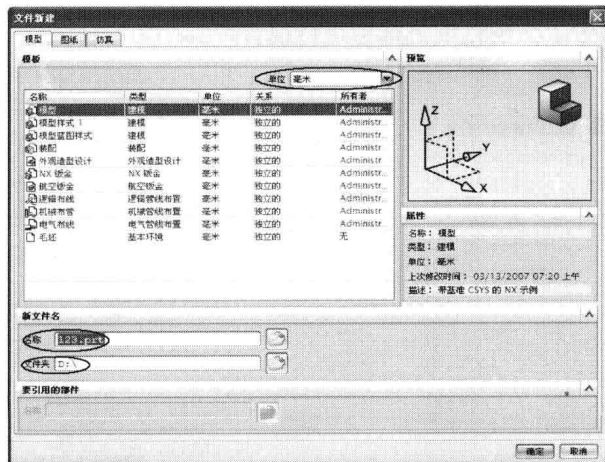 文件新建
模型 图纸 仿真
模板
单位 毫米
名称 类型 单位 关系 所有者
模型 建模 毫米 独立的 Administr...
模型样式 1 建模 毫米 独立的 Administr...
模型蓝图样式 建模 毫米 独立的 Administr...
装配 装配 毫米 独立的 Administr...
外观造型设计 外观造型设计 毫米 独立的 Administr...
NX 钣金 NX 钣金 毫米 独立的 Administr...
航空钣金 航空钣金 毫米 独立的 Administr...
逻辑布线 逻辑管线布置 毫米 独立的 Administr...
机械布管 机械管线布置 毫米 独立的 Administr...
电气布线 电气管线布置 毫米 独立的 Administr...
毛坯 基本环境 毫米 独立的 无
预览
Z
Y
X
属性
名称: 模型
类型: 建模
单位: 毫米
上次修改时间: 03/13/2007 07:20 上午
描述: 带基准 CSYS 的 NX 示例
新文件名
名称 123.prt
文件夹 D:\
要引用的部件
名称
确定 取消